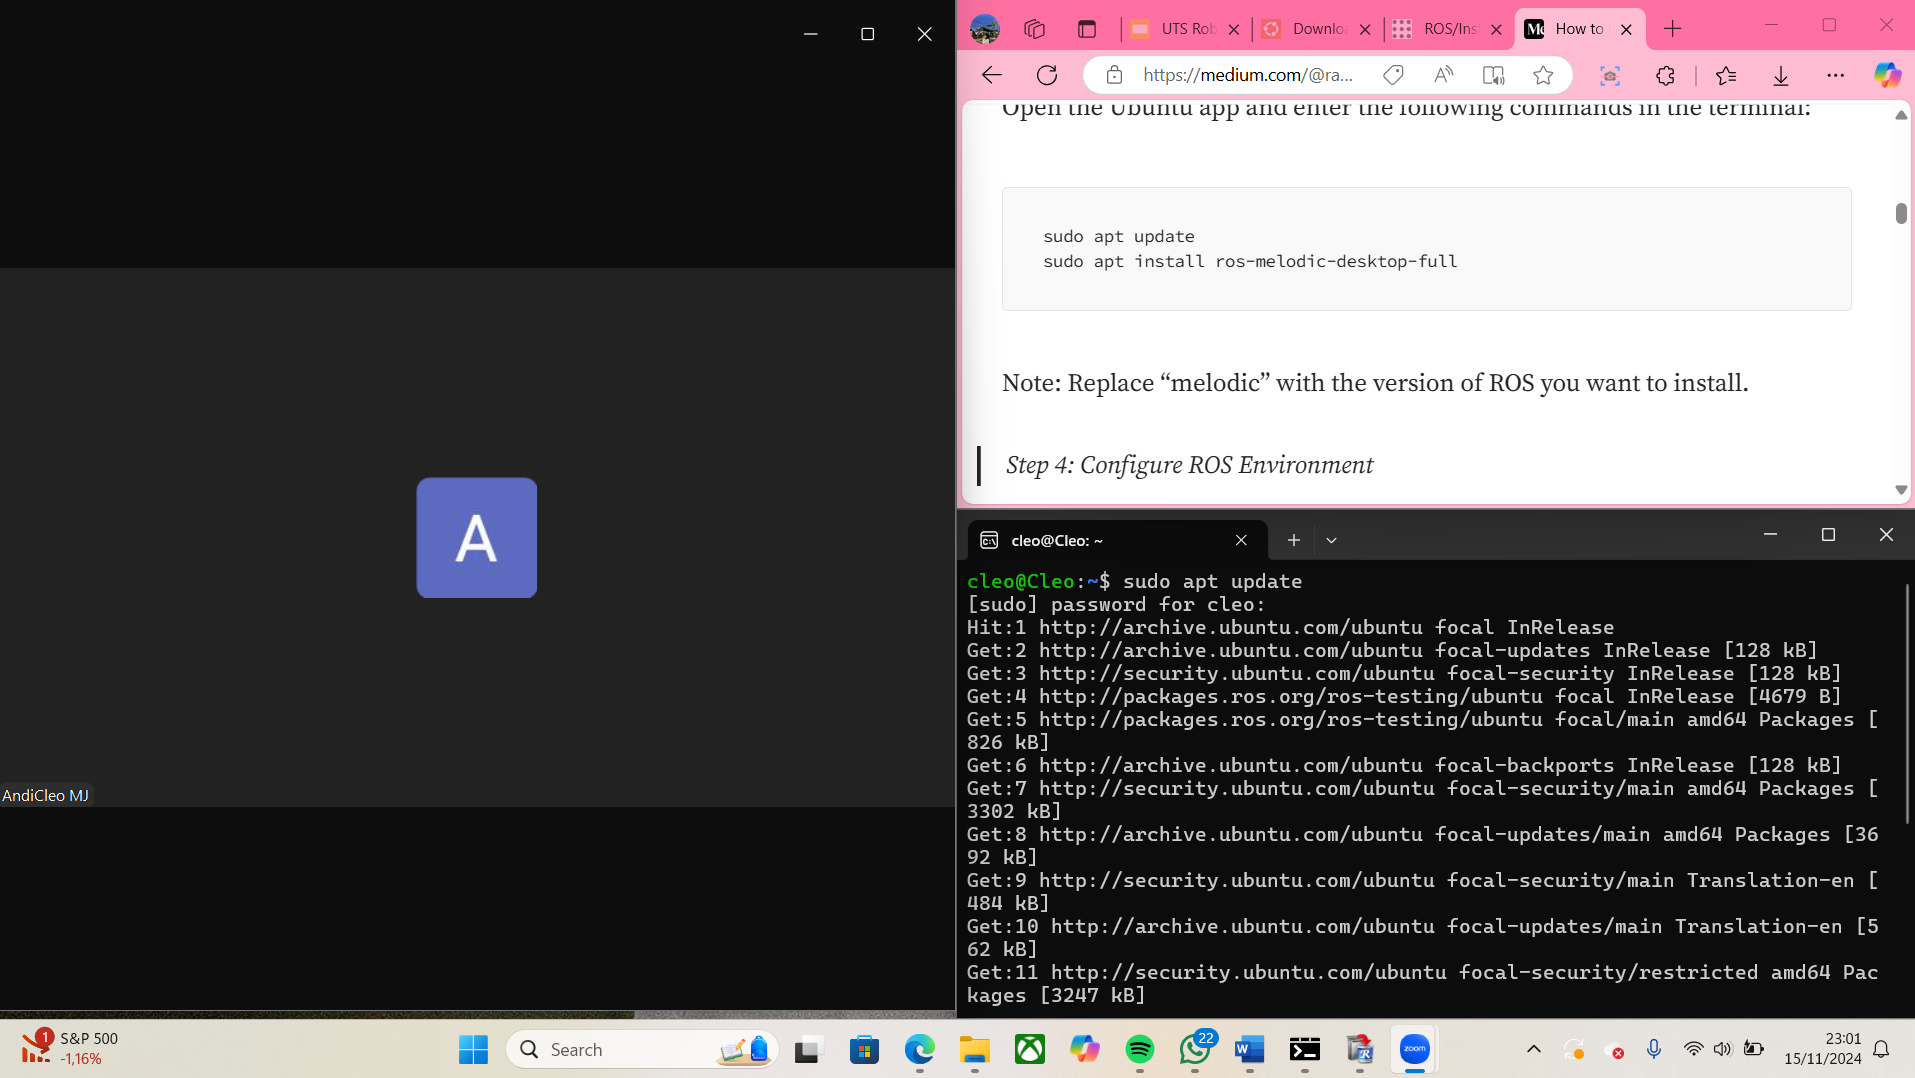 A
AndiCleo MJ
UTS Rob
Downlo
ROS/Ins
How to
https://medium.com/@ra...
Open the Ubuntu app and enter the following commands in the terminal:
sudo apt update
sudo apt install ros-melodic-desktop-full
Note: Replace “melodic” with the version of ROS you want to install.
Step 4: Configure ROS Environment
cleo@Cleo: ~
cleo@Cleo:~$ sudo apt update
[sudo] password for cleo:
Hit:1 http://archive.ubuntu.com/ubuntu focal InRelease
Get:2 http://archive.ubuntu.com/ubuntu focal-updates InRelease [128 kB]
Get:3 http://security.ubuntu.com/ubuntu focal-security InRelease [128 kB]
Get:4 http://packages.ros.org/ros-testing/ubuntu focal InRelease [4679 B]
Get:5 http://packages.ros.org/ros-testing/ubuntu focal/main amd64 Packages [
826 kB]
Get:6 http://archive.ubuntu.com/ubuntu focal-backports InRelease [128 kB]
Get:7 http://security.ubuntu.com/ubuntu focal-security/main amd64 Packages [
3302 kB]
Get:8 http://archive.ubuntu.com/ubuntu focal-updates/main amd64 Packages [36
92 kB]
Get:9 http://security.ubuntu.com/ubuntu focal-security/main Translation-en [
484 kB]
Get:10 http://archive.ubuntu.com/ubuntu focal-updates/main Translation-en [5
62 kB]
Get:11 http://security.ubuntu.com/ubuntu focal-security/restricted amd64 Pac
kages [3247 kB]
1
S&P 500
-1,16%
Search
22
zoom
23:01
15/11/2024